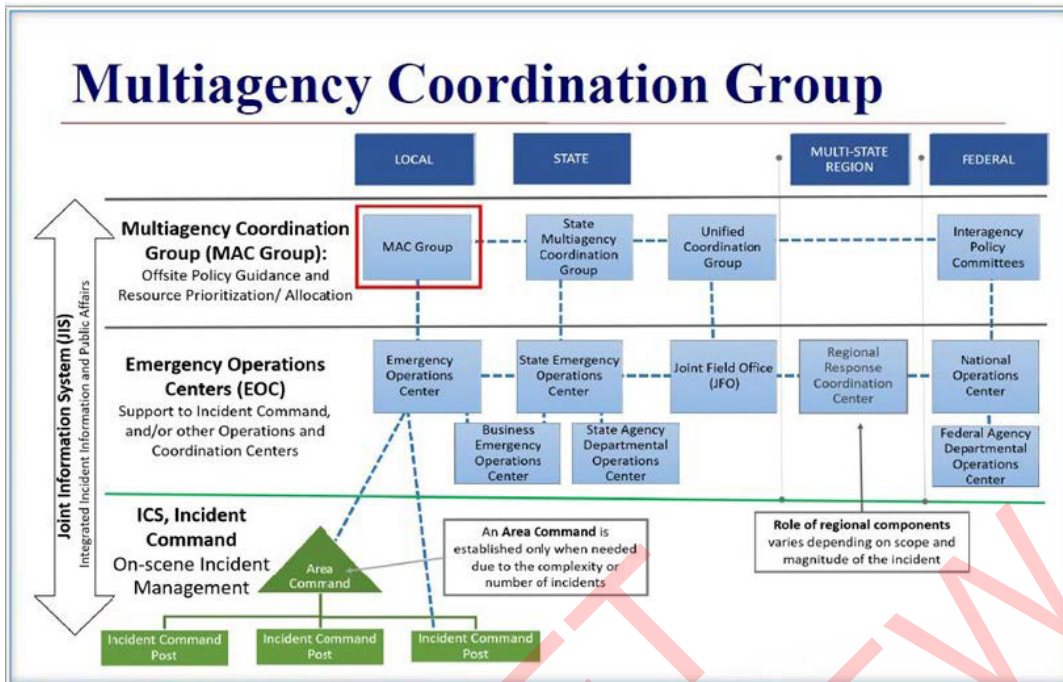 Multiagency Coordination Group
LOCAL
STATE
MULTI-STATE
REGION
FEDERAL
Joint Information System (JIS)
Integrated Incident Information and Public Affairs
Multiagency Coordination
Group (MAC Group):
Offsite Policy Guidance and
Resource Prioritization/ Allocation
MAC Group
State
Multiagency
Coordination
Group
Unified
Coordination
Group
Interagency
Policy
Committees
Emergency Operations
Centers (EOC)
Support to Incident Command,
and/or other Operations and
Coordination Centers
Emergency
Operations
Center
State Emergency
Operations
Center
Joint Field Office
(JFO)
Regional
Response
Coordination
Center
National
Operations
Center
Business
Emergency
Operations
Center
State Agency
Departmental
Operations
Center
Federal Agency
Departmental
Operations
Center
ICS, Incident
Command
On-scene Incident
Management
Area
Command
An Area Command is
established only when needed
due to the complexity or
number of incidents
Role of regional components
varies depending on scope and
magnitude of the incident
Incident Command
Post
Incident Command
Post
Incident Command
Post